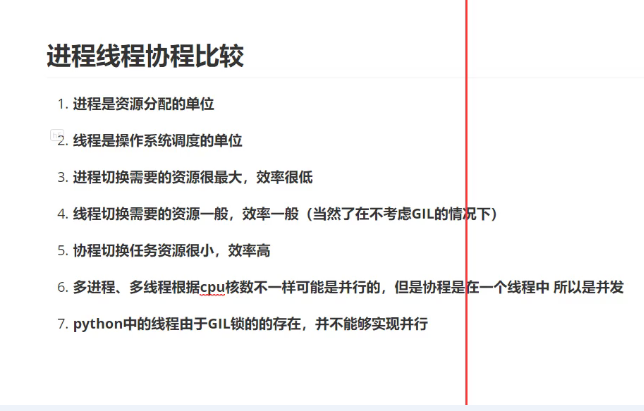 进程线程协程比较
1. 进程是资源分配的单位
2. 线程是操作系统调度的单位
3. 进程切换需要的资源很最大，效率很低
4. 线程切换需要的资源一般，效率一般（当然了在不考虑GIL的情况下）
5. 协程切换任务资源很小，效率高
6. 多进程、多线程根据cpu核数不一样可能是并行的，但是协程是在一个线程中 所以是并发
7. python中的线程由于GIL锁的的存在，并不能够实现并行